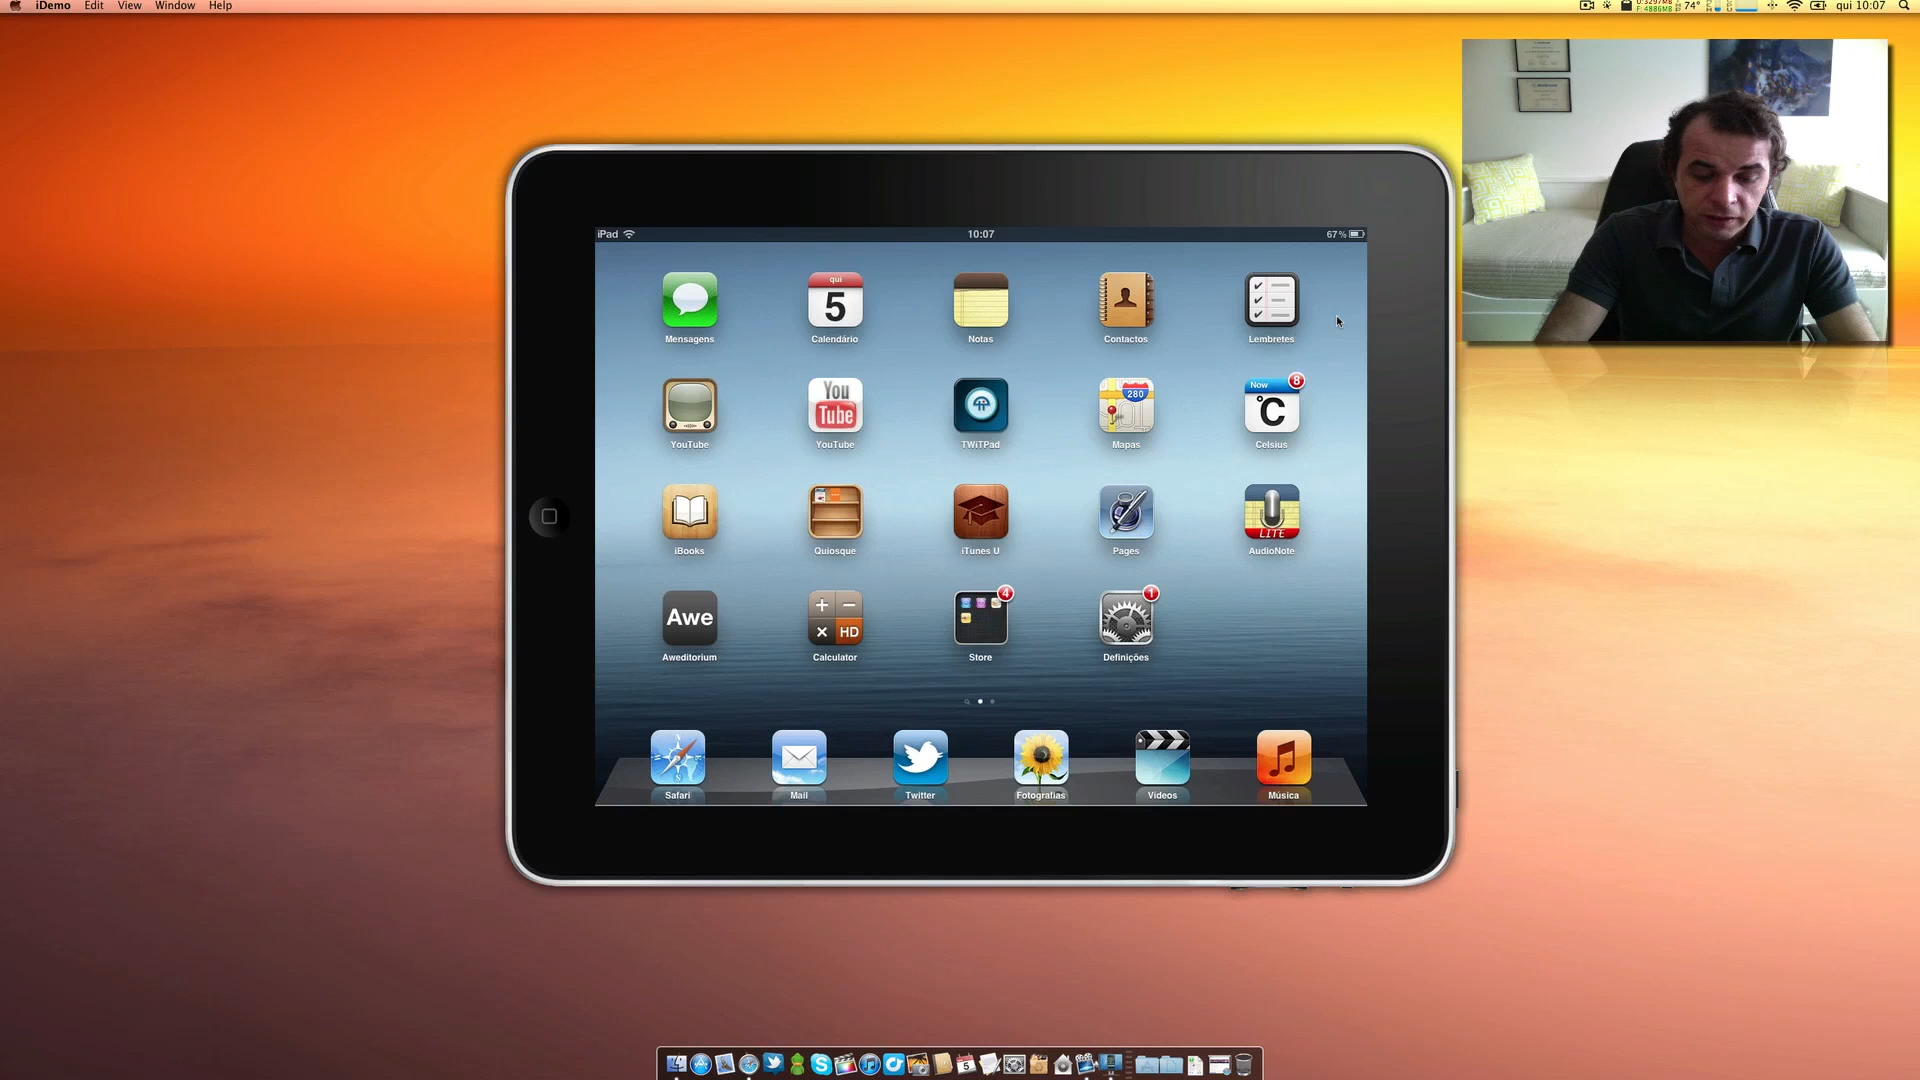 iDemo Edit View Window Help
74° qui 10:07
iPad 10:07 67%
qui
5
Mensagens Calendário Notas Contactos Lembretes
You Tube 280 Now 8
°C
YouTube YouTube TWiTPad Mapas Celsius
LITE
iBooks Quiosque iTunes U Pages AudioNote
Awe + − × HD 4 1
Aweditorium Calculator Store Definições
Safari Mail Twitter Fotografias Vídeos Música
5